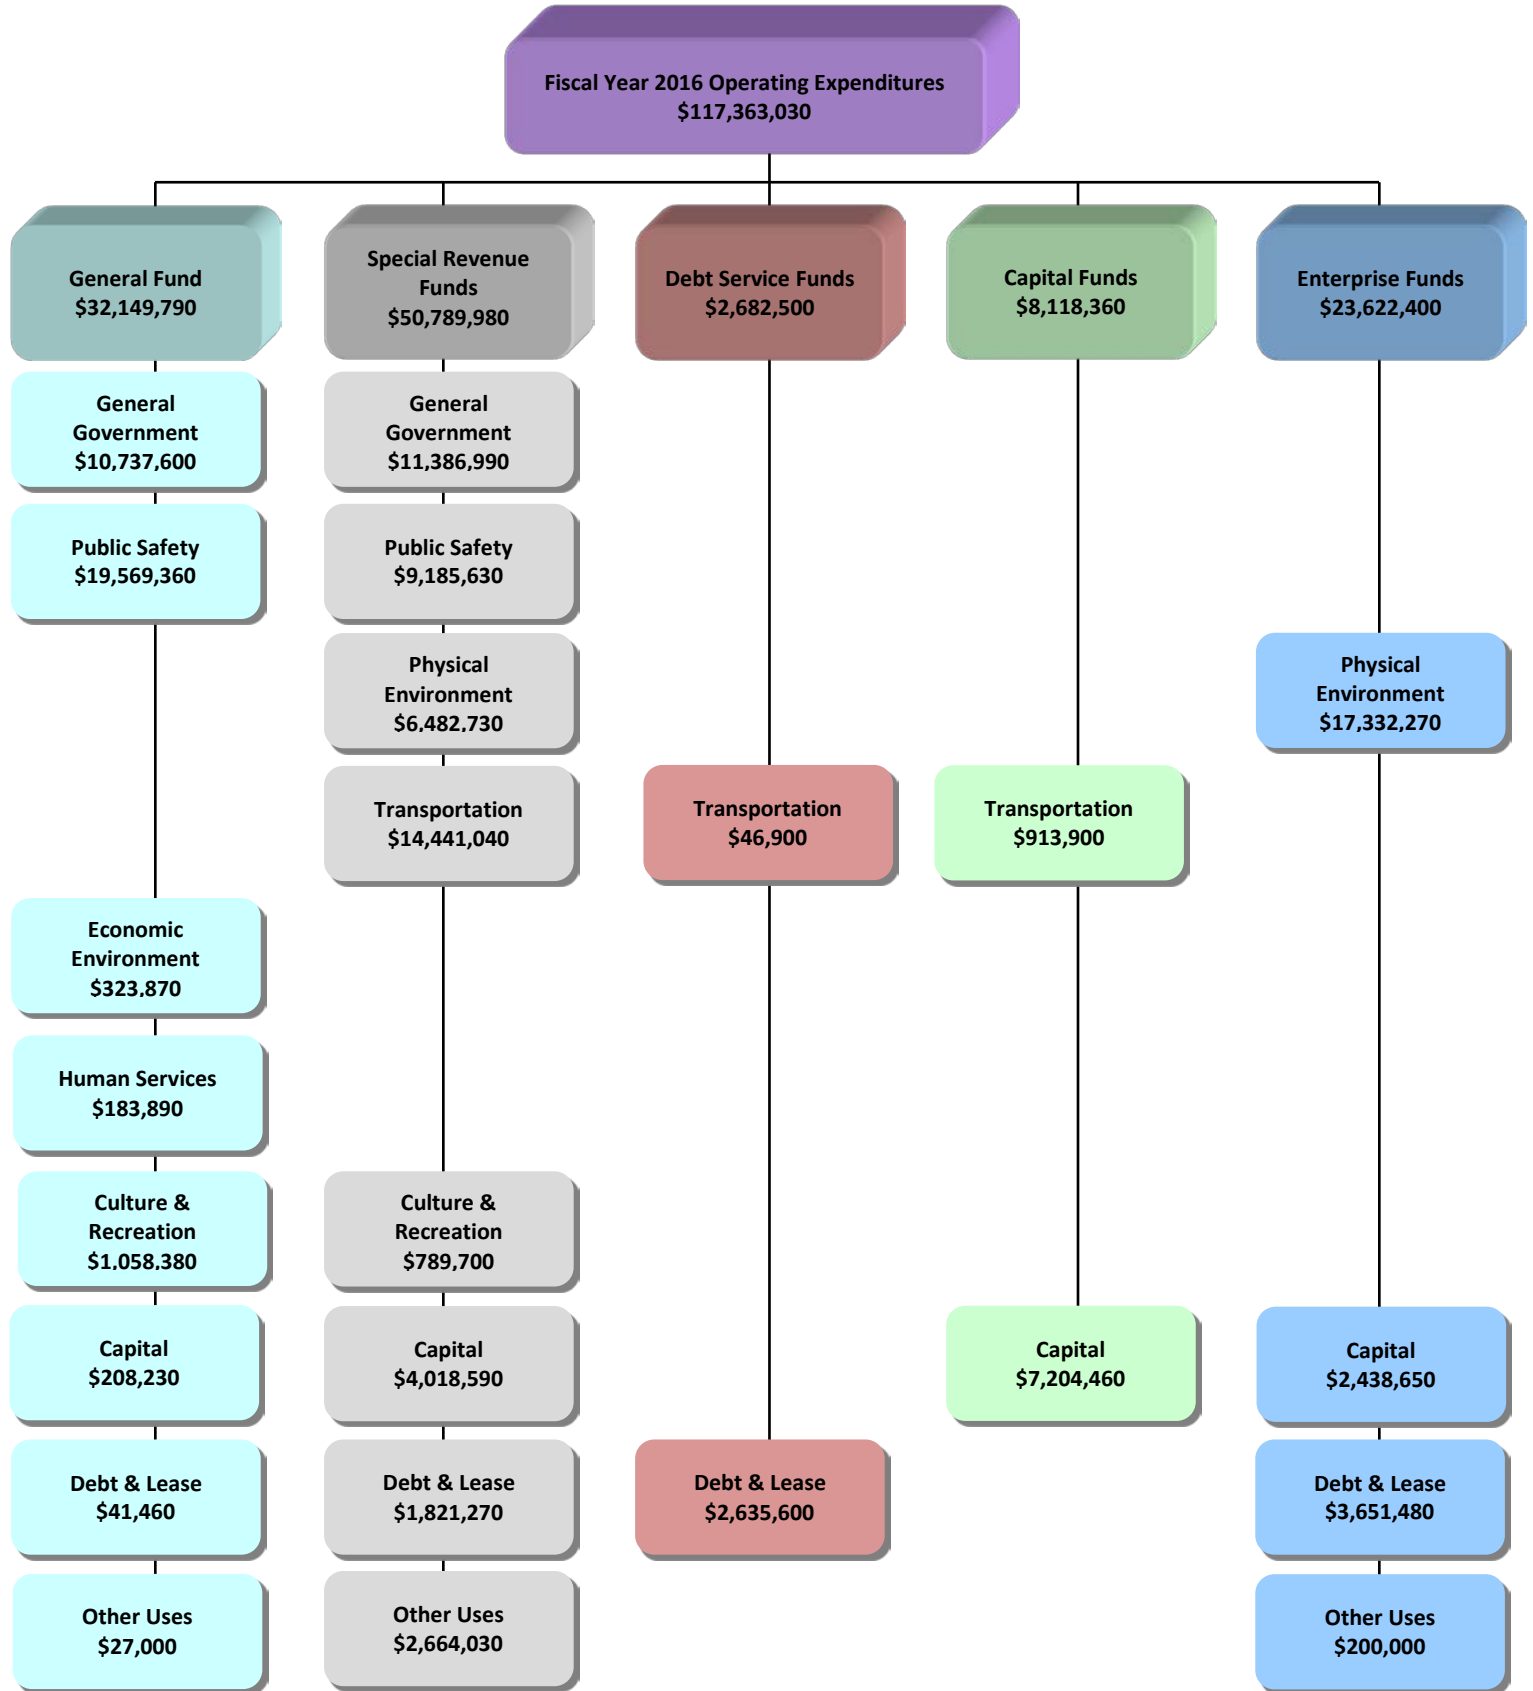 Fiscal Year 2016 Operating Expenditures
$117,363,030
General Fund
$32,149,790
Special Revenue
Funds
$50,789,980
Debt Service Funds
$2,682,500
Capital Funds
$8,118,360
Enterprise Funds
$23,622,400
General
Government
$10,737,600
General
Government
$11,386,990
Public Safety
$19,569,360
Public Safety
$9,185,630
Physical
Environment
$6,482,730
Physical
Environment
$17,332,270
Transportation
$14,441,040
Transportation
$46,900
Transportation
$913,900
Economic
Environment
$323,870
Human Services
$183,890
Culture &
Recreation
$1,058,380
Culture &
Recreation
$789,700
Capital
$208,230
Capital
$4,018,590
Capital
$7,204,460
Capital
$2,438,650
Debt & Lease
$41,460
Debt & Lease
$1,821,270
Debt & Lease
$2,635,600
Debt & Lease
$3,651,480
Other Uses
$27,000
Other Uses
$2,664,030
Other Uses
$200,000